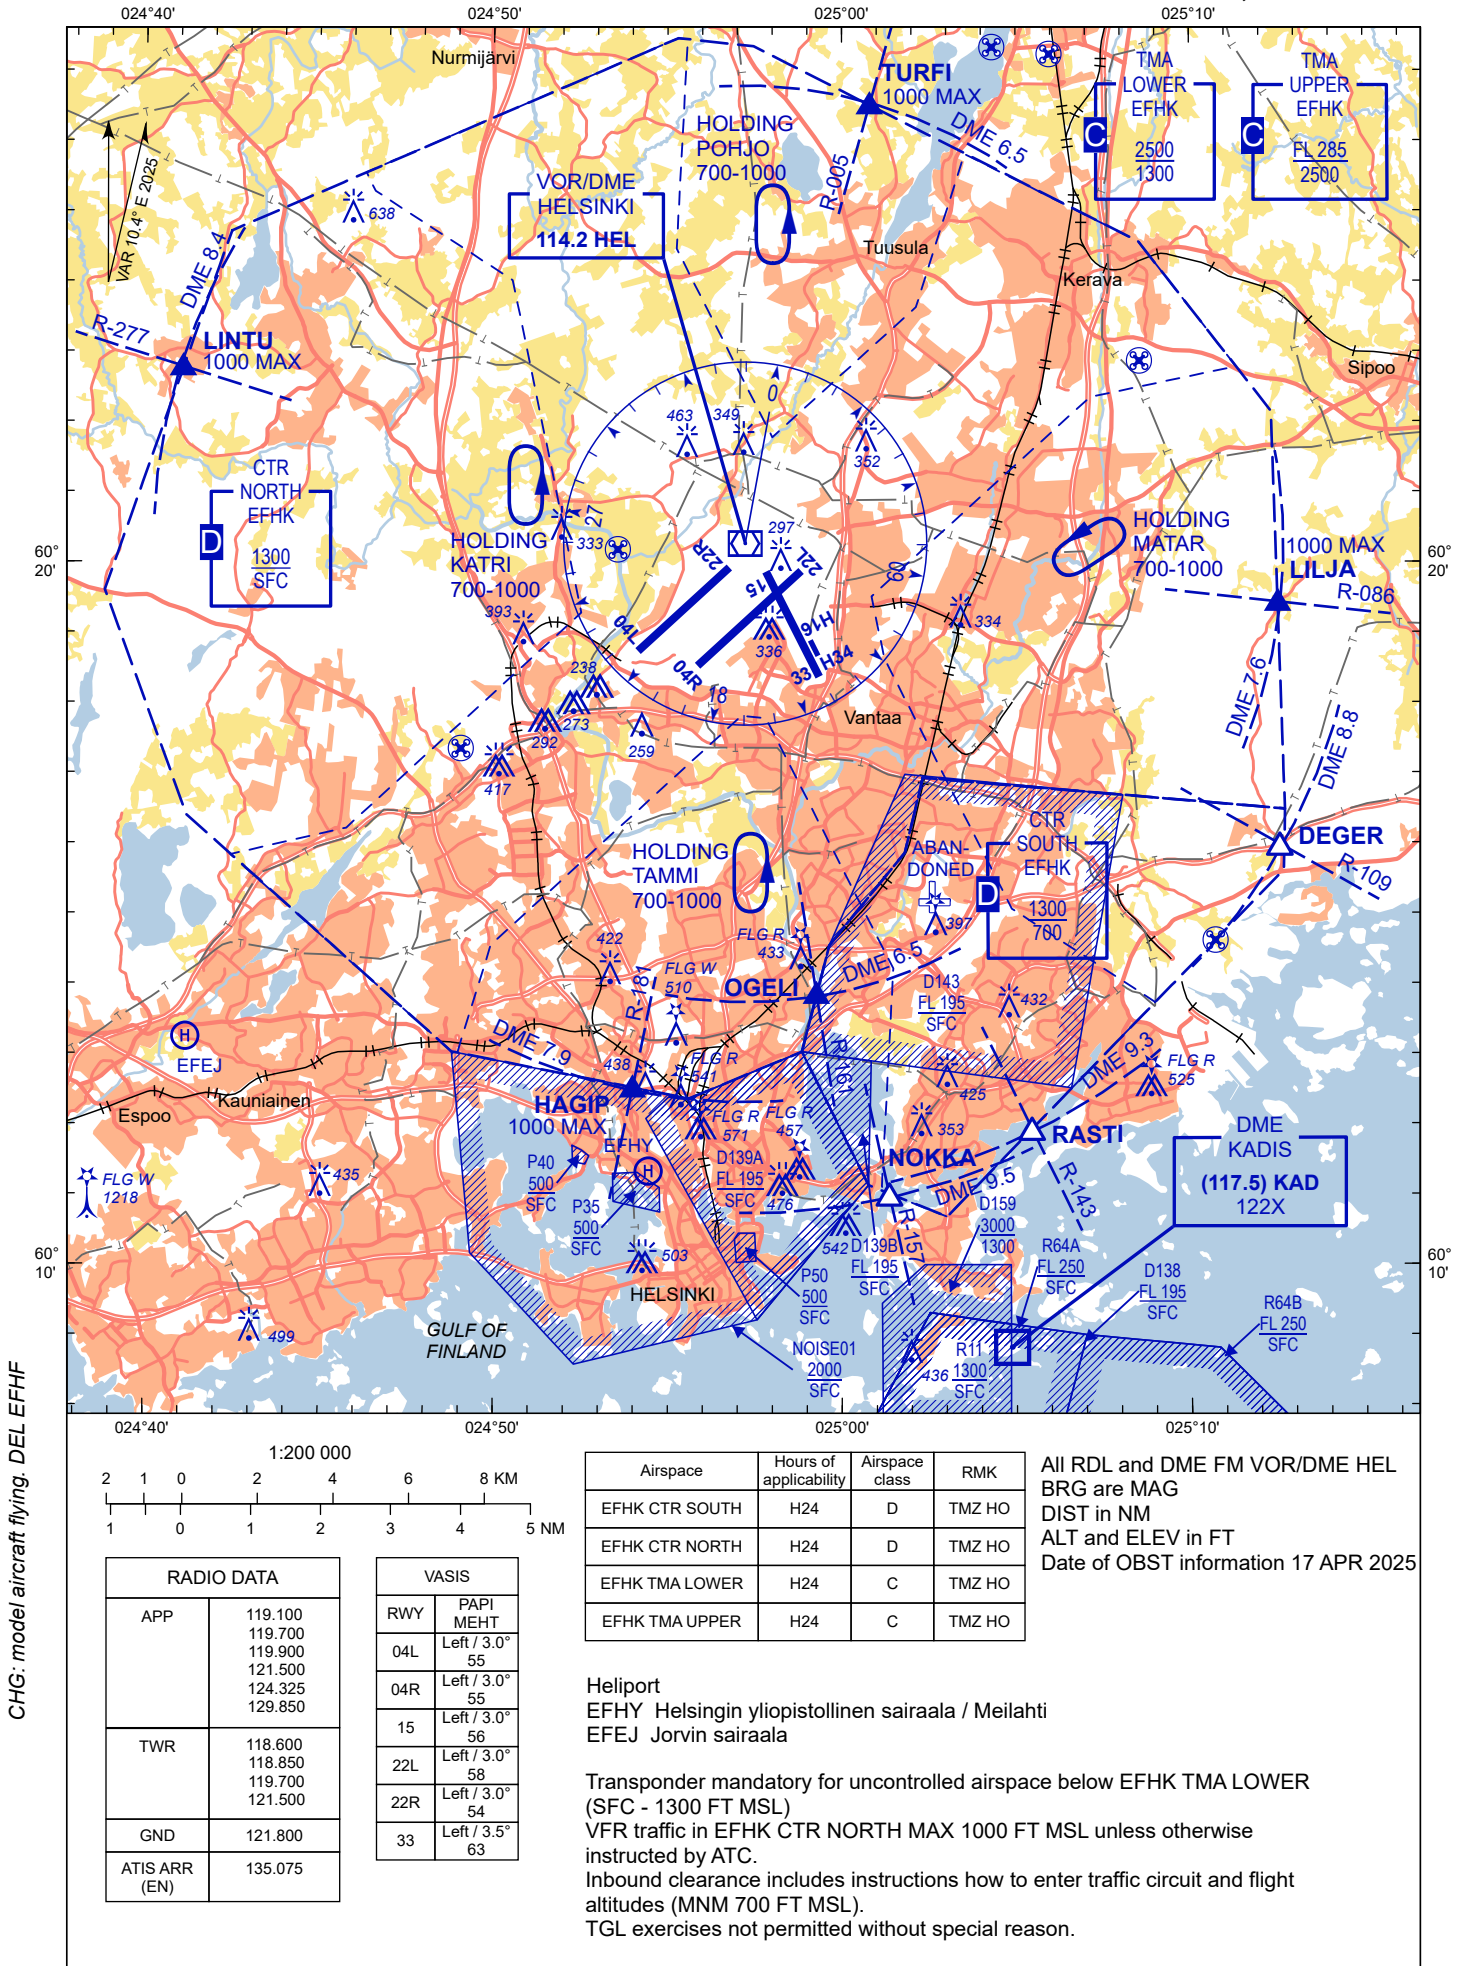 024°40'
024°50'
025°00'
025°10'
Nurmijärvi
TURFI
1000 MAX
DME 6.5
TMA
LOWER
EFHK
C
2500
1300
TMA
UPPER
EFHK
C
FL 285
2500
HOLDING
POHJO
700-1000
R-005
VAR 10.4° E 2025
638
VOR/DME
HELSINKI
114.2 HEL
Tuusula
Kerava
DME 8.4
R-277
LINTU
1000 MAX
Sipoo
0
463
349
352
CTR
NORTH
EFHK
D
1300
SFC
27
333
HOLDING
KATRI
700-1000
297
HOLDING
MATAR
700-1000
1000 MAX
LILJA
R-086
60°
20'
60°
20'
22R
22L
15
09
393
04L
04R
336
H16
H34
33
334
238
273
292
259
18
Vantaa
417
DME 7.6
DME 8.8
HOLDING
TAMMI
700-1000
ABAN-
DONED
397
CTR
SOUTH
EFHK
D
1300
700
DEGER
R-109
422
FLG R
433
FLG W
510
R-181
OGELI
DME 6.5
D143
FL 195
SFC
432
H
EFEJ
DME 7.9
438
FLG R
541
R-161
DME 9.3
FLG R
525
425
Espoo
Kauniainen
HAGIP
1000 MAX
EFHY
H
FLG R
571
FLG R
457
353
RASTI
DME
KADIS
(117.5) KAD
122X
NOKKA
FLG W
1218
435
P40
500
SFC
P35
500
SFC
D139A
FL 195
SFC
476
DME 9.5
R-143
R-157
D159
3000
1300
542
D139B
FL 195
SFC
R64A
FL 250
SFC
D138
FL 195
SFC
R64B
FL 250
SFC
60°
10'
60°
10'
503
HELSINKI
P50
500
SFC
499
GULF OF
FINLAND
NOISE01
2000
SFC
436
R11
1300
SFC
024°40'
024°50'
025°00'
025°10'
CHG: model aircraft flying. DEL EFHF
1:200 000
2 1 0 2 4 6 8 KM
1 0 1 2 3 4 5 NM
Airspace Hours of applicability Airspace class RMK
EFHK CTR SOUTH H24 D TMZ HO
EFHK CTR NORTH H24 D TMZ HO
EFHK TMA LOWER H24 C TMZ HO
EFHK TMA UPPER H24 C TMZ HO
All RDL and DME FM VOR/DME HEL
BRG are MAG
DIST in NM
ALT and ELEV in FT
Date of OBST information 17 APR 2025
RADIO DATA
APP 119.100
119.700
119.900
121.500
124.325
129.850
TWR 118.600
118.850
119.700
121.500
GND 121.800
ATIS ARR 135.075
(EN)
VASIS
RWY PAPI MEHT
04L Left / 3.0° 55
04R Left / 3.0° 55
15 Left / 3.0° 56
22L Left / 3.0° 58
22R Left / 3.0° 54
33 Left / 3.5° 63
Heliport
EFHY Helsingin yliopistollinen sairaala / Meilahti
EFEJ Jorvin sairaala
Transponder mandatory for uncontrolled airspace below EFHK TMA LOWER
(SFC - 1300 FT MSL)
VFR traffic in EFHK CTR NORTH MAX 1000 FT MSL unless otherwise
instructed by ATC.
Inbound clearance includes instructions how to enter traffic circuit and flight
altitudes (MNM 700 FT MSL).
TGL exercises not permitted without special reason.